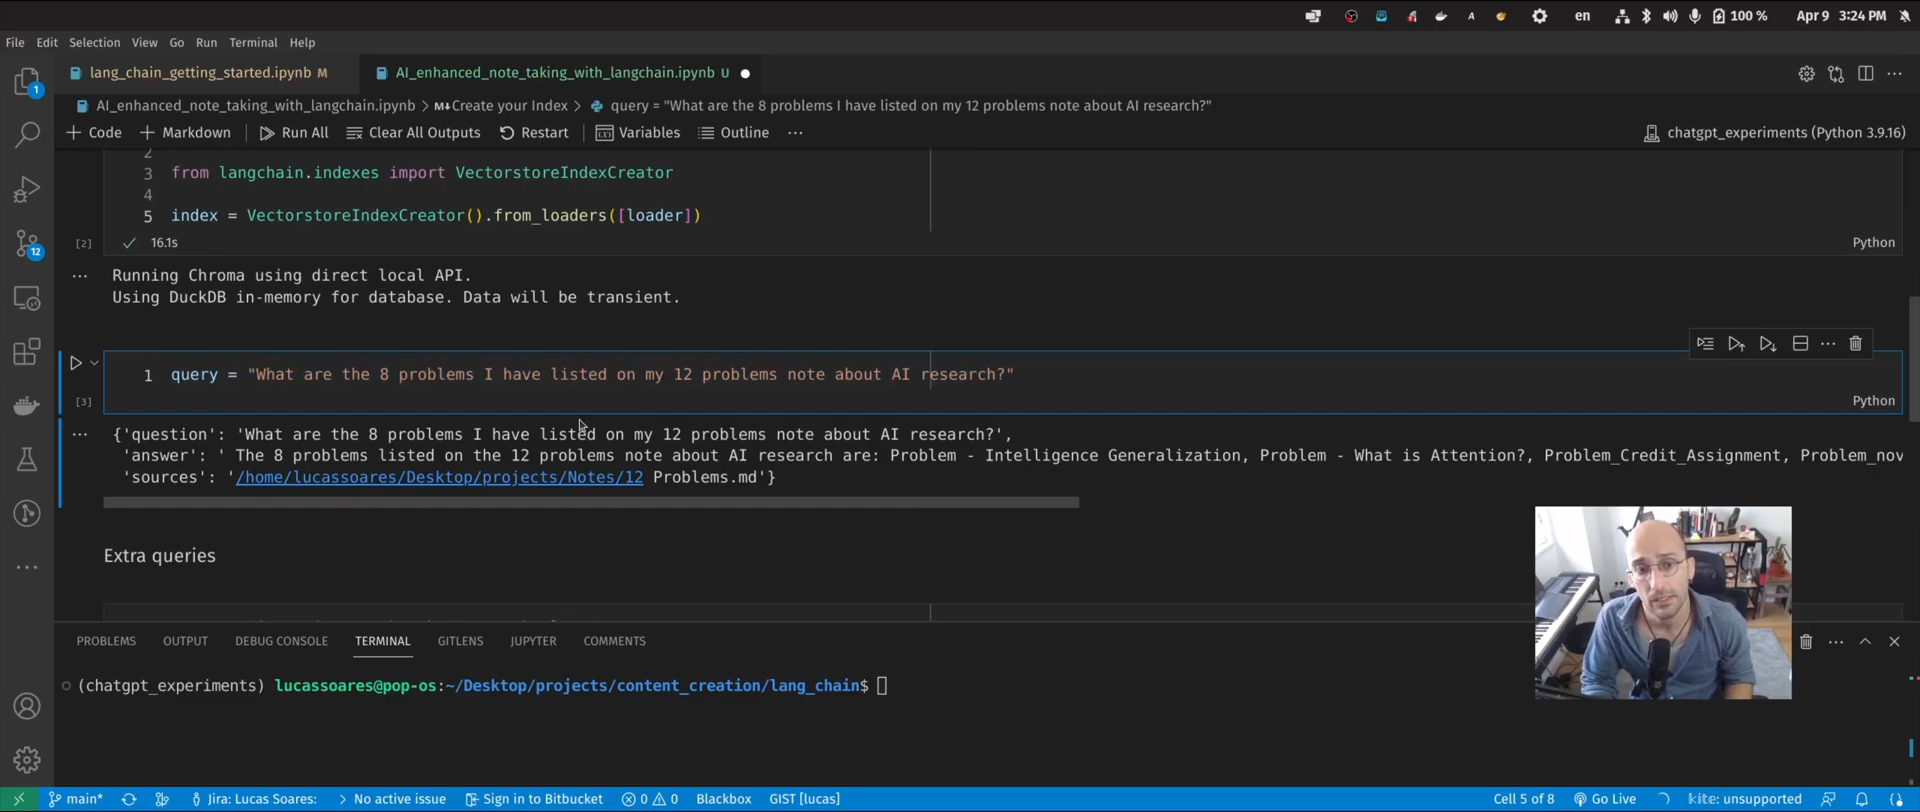 en
100 %
Apr 9 3:24 PM
File Edit Selection View Go Run Terminal Help
lang_chain_getting_started.ipynb M
AI_enhanced_note_taking_with_langchain.ipynb U
AI_enhanced_note_taking_with_langchain.ipynb > M↓Create your Index > query = "What are the 8 problems I have listed on my 12 problems note about AI research?"
+ Code + Markdown Run All Clear All Outputs Restart Variables Outline ...
chatgpt_experiments (Python 3.9.16)
2
3 from langchain.indexes import VectorstoreIndexCreator
4
5 index = VectorstoreIndexCreator().from_loaders([loader])
[2] 16.1s Python
Running Chroma using direct local API.
Using DuckDB in-memory for database. Data will be transient.
1 query = "What are the 8 problems I have listed on my 12 problems note about AI research?"
[3] Python
{'question': 'What are the 8 problems I have listed on my 12 problems note about AI research?',
'answer': ' The 8 problems listed on the 12 problems note about AI research are: Problem - Intelligence Generalization, Problem - What is Attention?, Problem_Credit_Assignment, Problem_nov
'sources': '/home/lucassoares/Desktop/projects/Notes/12 Problems.md'}
Extra queries
PROBLEMS OUTPUT DEBUG CONSOLE TERMINAL GITLENS JUPYTER COMMENTS
(chatgpt_experiments) lucassoares@pop-os:~/Desktop/projects/content_creation/lang_chain$
1
12
main* Jira: Lucas Soares: > No active issue Sign in to Bitbucket 0 0 Blackbox GIST [lucas] Cell 5 of 8 Go Live kite: unsupported